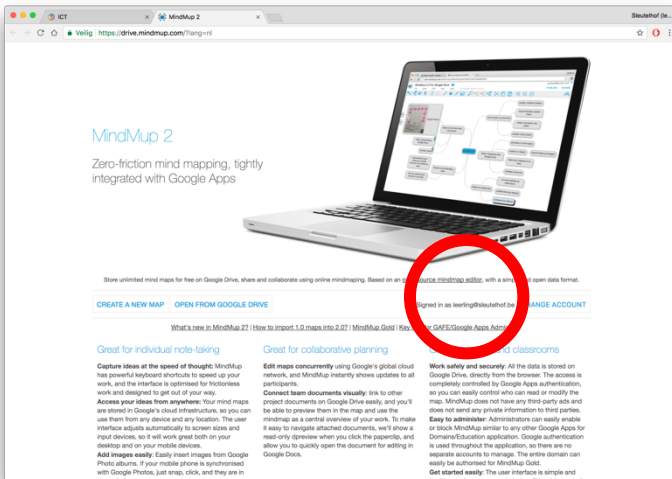 ICT
MindMup 2
Sleutelhof (le...
Veilig https://drive.mindmup.com/?lang=nl
MindMup 2
Zero-friction mind mapping, tightly
integrated with Google Apps
Store unlimited mind maps for free on Google Drive, share and collaborate using online mindmaping. Based on an source mindmap editor, with a open data format.
CREATE A NEW MAP OPEN FROM GOOGLE DRIVE Signed in as leerling@sleutelhof.be ANGE ACCOUNT
What's new in MindMup 2? | How to import 1.0 maps into 2.0? | MindMup Gold | Key for GAFE/Google Apps
Great for individual note-taking
Capture ideas at the speed of thought: MindMup
has powerful keyboard shortcuts to speed up your
work, and the interface is optimised for frictionless
work and designed to get out of your way.
Access your ideas from anywhere: Your mind maps
are stored in Google's cloud infrastructure, so you can
use them from any device and any location. The user
interface adjusts automatically to screen sizes and
input devices, so it will work great both on your
desktop and on your mobile devices.
Add images easily: Easily insert images from Google
Photo albums. If your mobile phone is synchronised
with Google Photos, just snap, click, and they are in
Great for collaborative planning
Edit maps concurrently using Google's global cloud
network, and MindMup instantly shows updates to all
participants.
Connect team documents visually: link to other
project documents on Google Drive easily, and you'll
be able to preview them in the map and use the
mindmap as a central overview of your work. To make
it easy to navigate attached documents, we'll show a
read-only dpreview when you click the paperclip, and
allow you to quickly open the document for editing in
Google Docs.
classrooms
Work safely and securely: All the data is stored on
Google Drive, directly from the browser. The access is
completely controlled by Google Apps authentication,
so you can easily control who can read or modify the
map. MindMup does not have any third-party ads and
does not send any private information to third parties.
Easy to administer: Administrators can easily enable
or block MindMup similar to any other Google Apps for
Domains/Education application. Google authentication
is used throughout the application, so there are no
separate accounts to manage. The entire domain can
easily be authorised for MindMup Gold.
Get started easily: The user interface is simple and